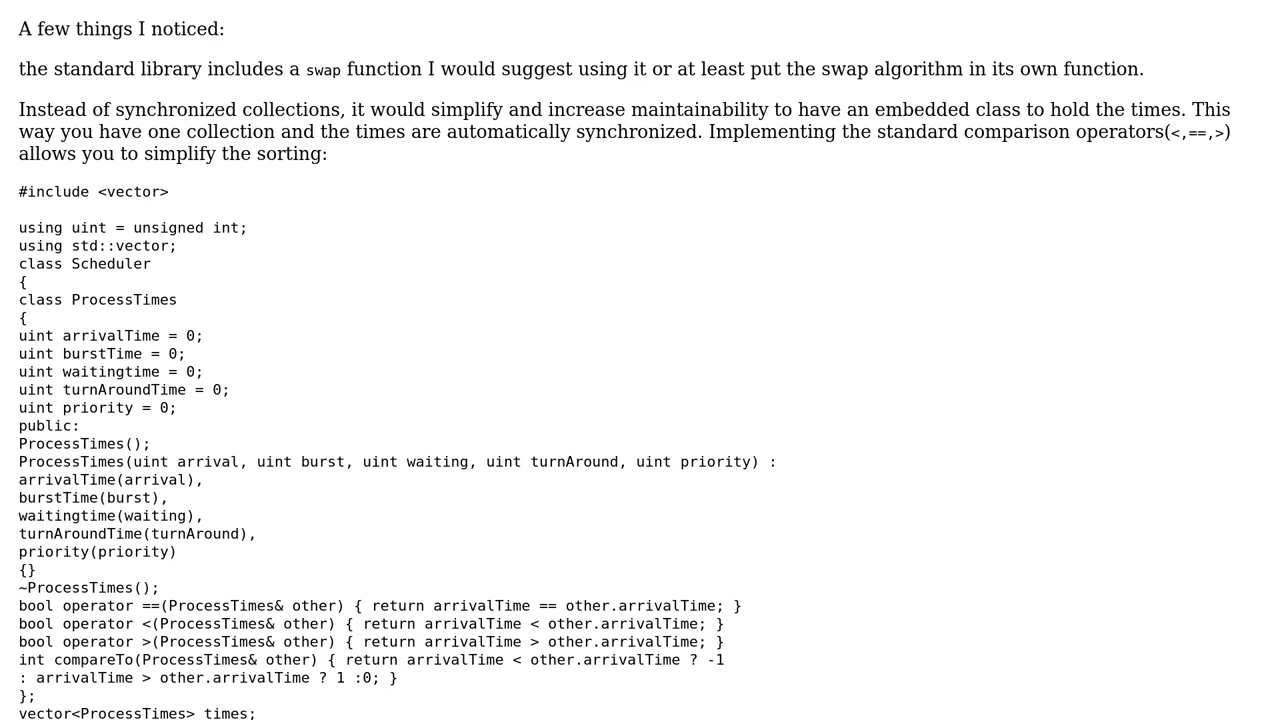 A few things I noticed:
the standard library includes a swap function I would suggest using it or at least put the swap algorithm in its own function.
Instead of synchronized collections, it would simplify and increase maintainability to have an embedded class to hold the times. This
way you have one collection and the times are automatically synchronized. Implementing the standard comparison operators(<,==,>)
allows you to simplify the sorting:
#include <vector>
using uint = unsigned int;
using std::vector;
class Scheduler
{
class ProcessTimes
{
uint arrivalTime = 0;
uint burstTime = 0;
uint waitingtime = 0;
uint turnAroundTime = 0;
uint priority = 0;
public:
ProcessTimes();
ProcessTimes(uint arrival, uint burst, uint waiting, uint turnAround, uint priority) :
arrivalTime(arrival),
burstTime(burst),
waitingtime(waiting),
turnAroundTime(turnAround),
priority(priority)
{}
~ProcessTimes();
bool operator ==(ProcessTimes& other) { return arrivalTime == other.arrivalTime; }
bool operator <(ProcessTimes& other) { return arrivalTime < other.arrivalTime; }
bool operator >(ProcessTimes& other) { return arrivalTime > other.arrivalTime; }
int compareTo(ProcessTimes& other) { return arrivalTime < other.arrivalTime ? -1
: arrivalTime > other.arrivalTime ? 1 :0; }
};
vector<ProcessTimes> times;